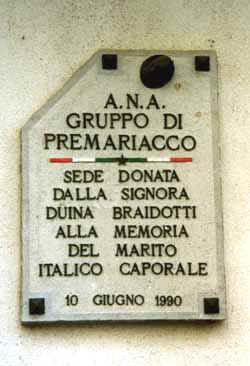 A.N.A.
GRUPPO DI
PREMARIACCO
SEDE DONATA
DALLA SIGNORA
DUINA BRAIDOTTI
ALLA MEMORIA
DEL MARITO
ITALICO CAPORALE
10 GIUGNO 1990